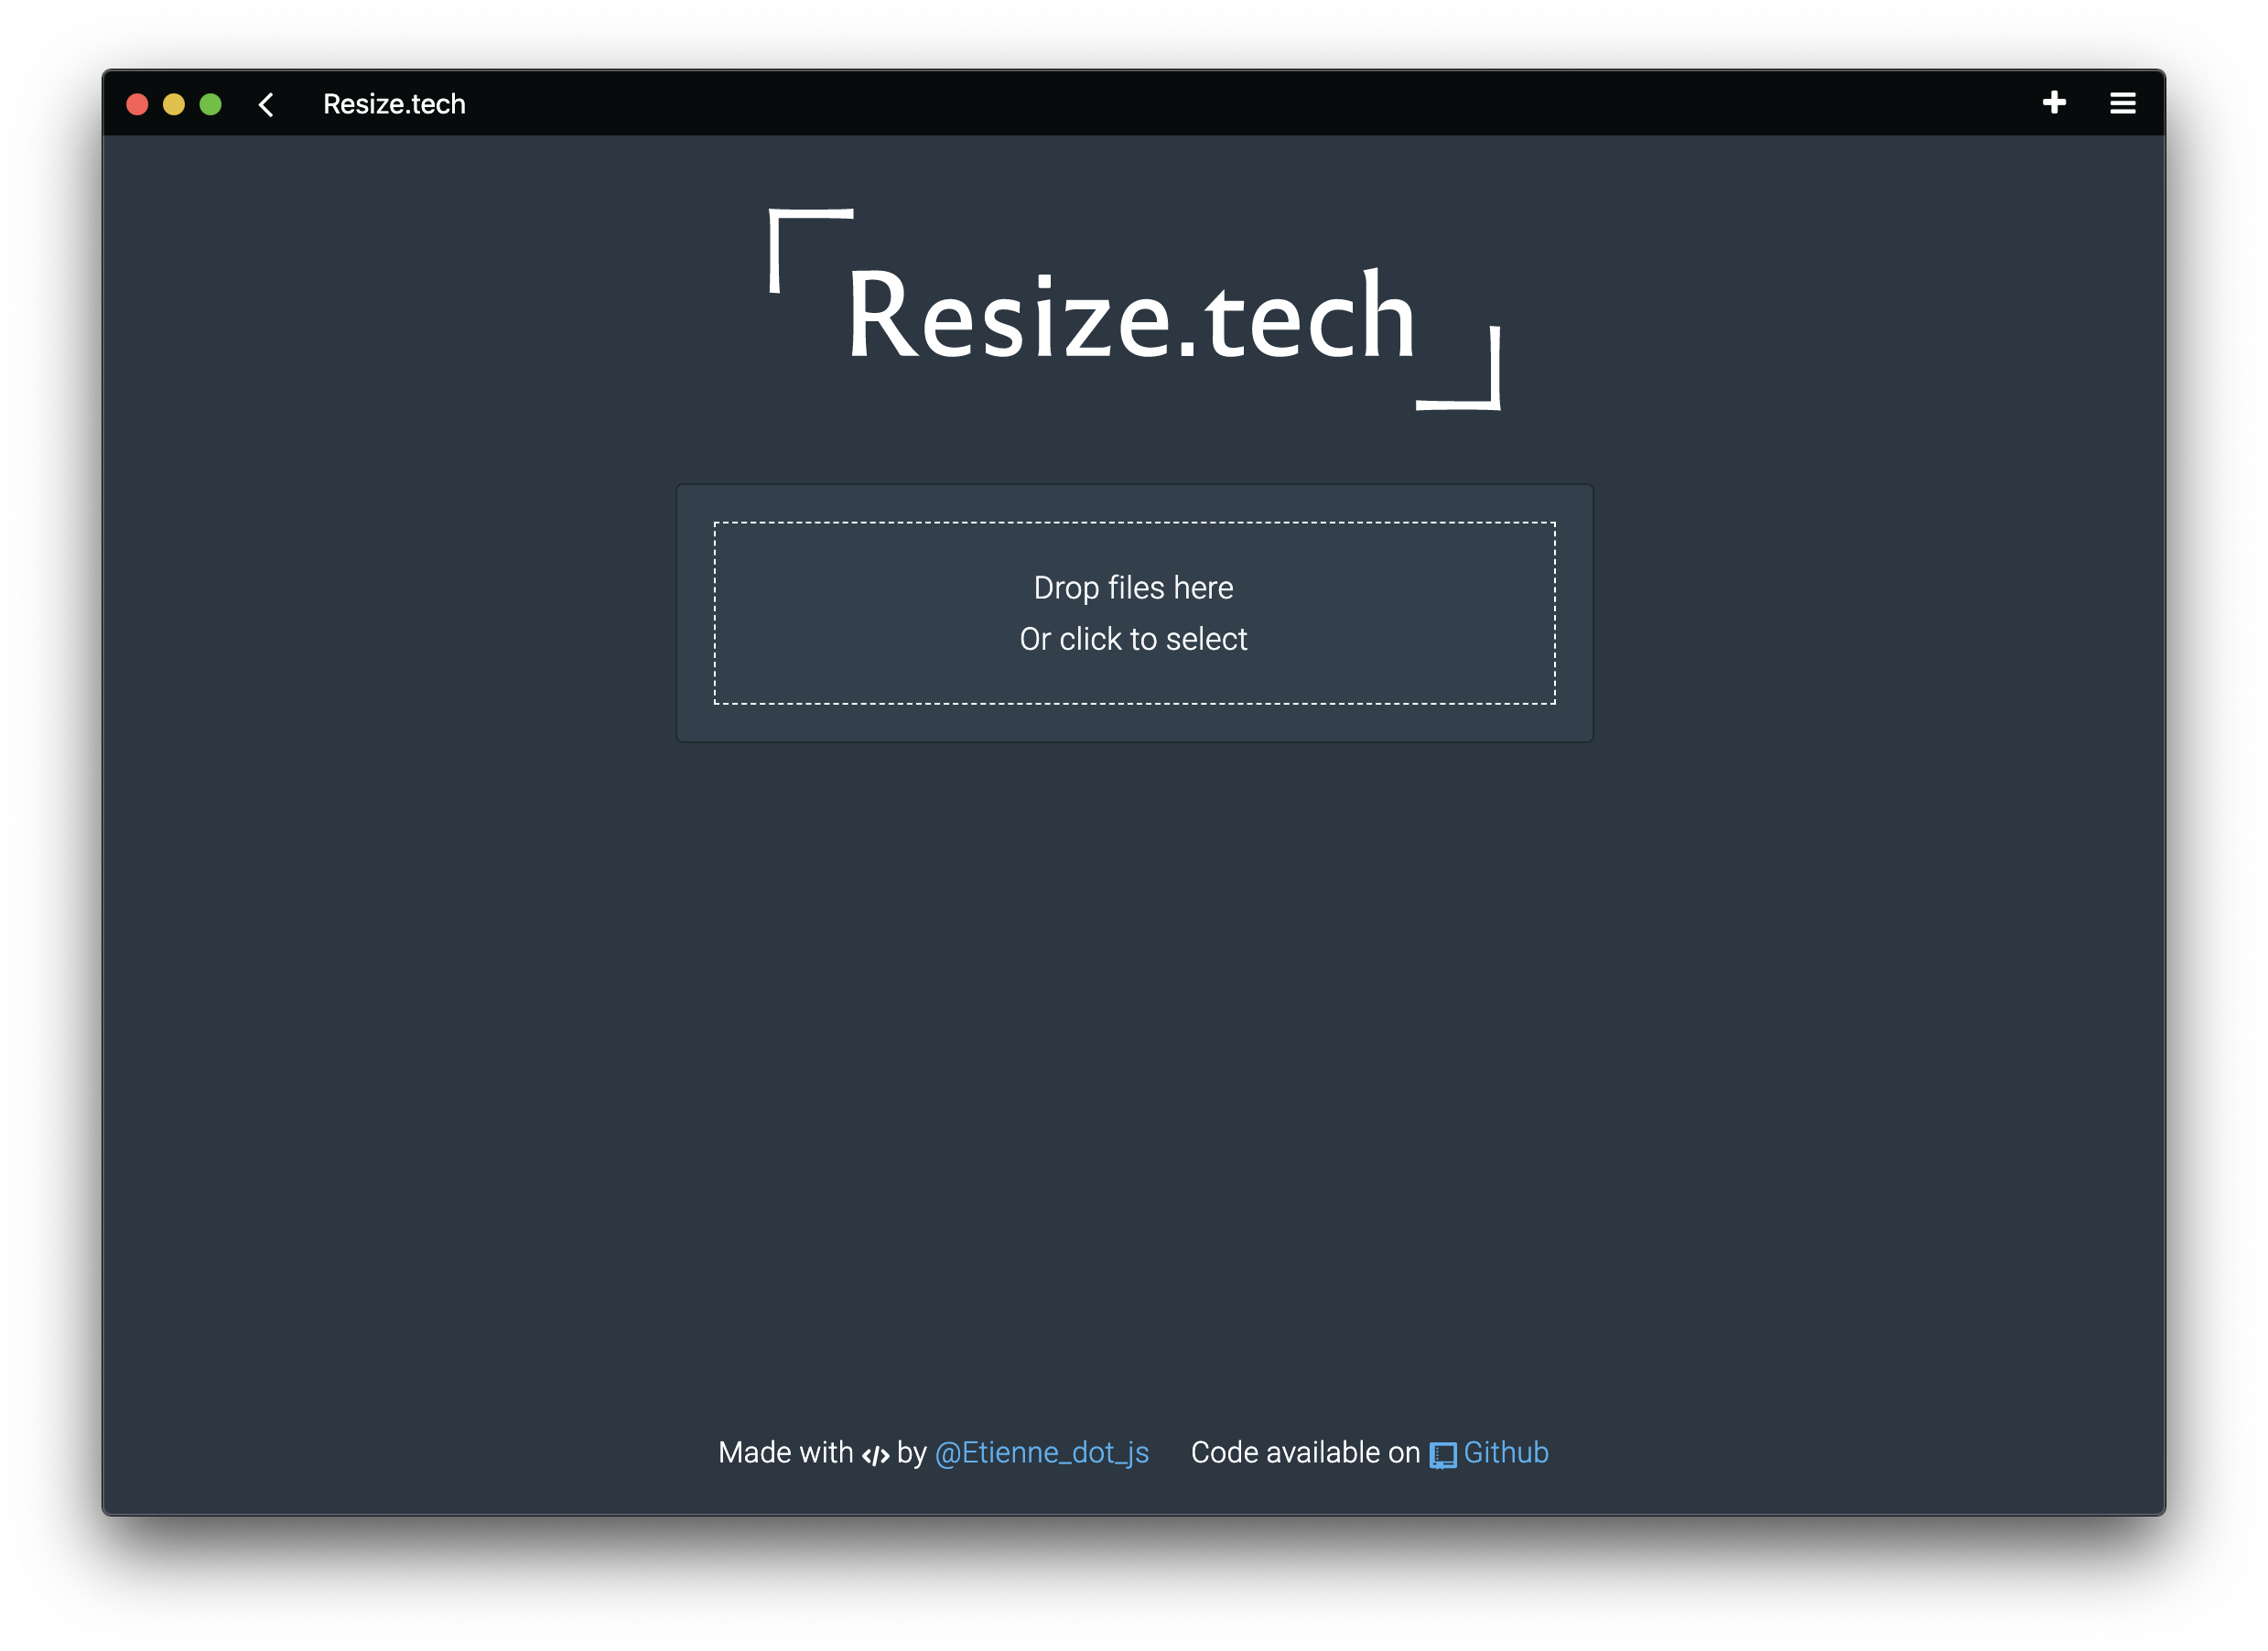 Resize.tech
Resize.tech
Drop files here
Or click to select
Made with </> by @Etienne_dot_js Code available on Github